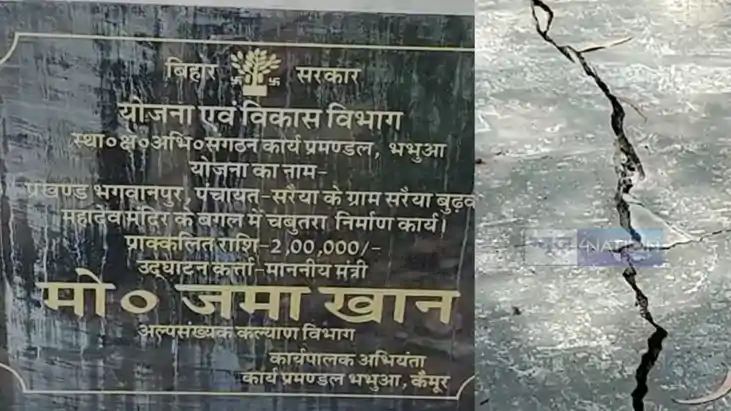 बिहार सरकार
योजना एवं विकास विभाग
स्था०क्ष०अभि०संगठन कार्य प्रमण्डल, भभुआ
योजना का नाम-
प्रखण्ड भगवानपुर, पंचायत-सरैया के ग्राम सरैया बुढ़व
महादेव मंदिर के बगल में चबुतरा निर्माण कार्य।
प्राक्कलित राशि-2,00,000/-
उद्घाटन कर्त्ता-माननीय मंत्री
मो० जमा खान
अल्पसंख्यक कल्याण विभाग
कार्यपालक अभियंता
कार्य प्रमण्डल भभुआ, कैमूर
4NATION